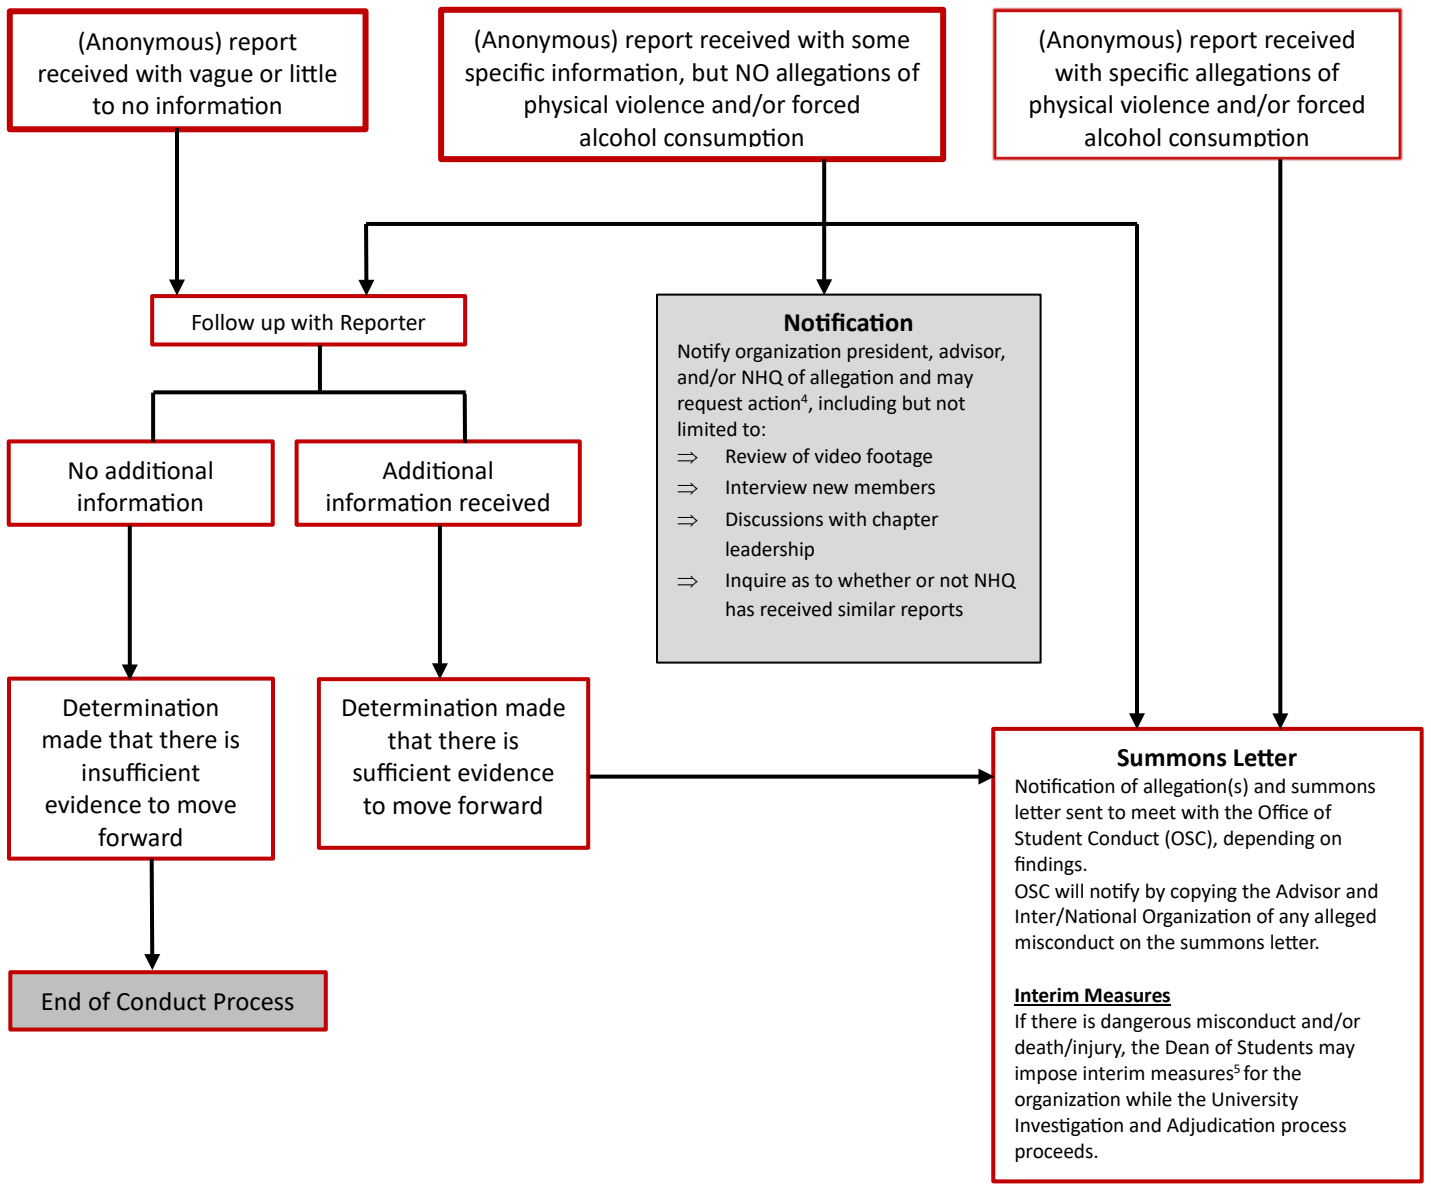 (Anonymous) report
received with vague or little
to no information
(Anonymous) report received with some
specific information, but NO allegations of
physical violence and/or forced
alcohol consumption
(Anonymous) report received
with specific allegations of
physical violence and/or forced
alcohol consumption
Follow up with Reporter
Notification
Notify organization president, advisor,
and/or NHQ of allegation and may
request action⁴, including but not
limited to:
⇒ Review of video footage
⇒ Interview new members
⇒ Discussions with chapter
leadership
⇒ Inquire as to whether or not NHQ
has received similar reports
No additional
information
Additional
information received
Determination
made that there is
insufficient
evidence to move
forward
Determination made
that there is
sufficient evidence
to move forward
Summons Letter
Notification of allegation(s) and summons
letter sent to meet with the Office of
Student Conduct (OSC), depending on
findings.
OSC will notify by copying the Advisor and
Inter/National Organization of any alleged
misconduct on the summons letter.
Interim Measures
If there is dangerous misconduct and/or
death/injury, the Dean of Students may
impose interim measures⁵ for the
organization while the University
Investigation and Adjudication process
proceeds.
End of Conduct Process